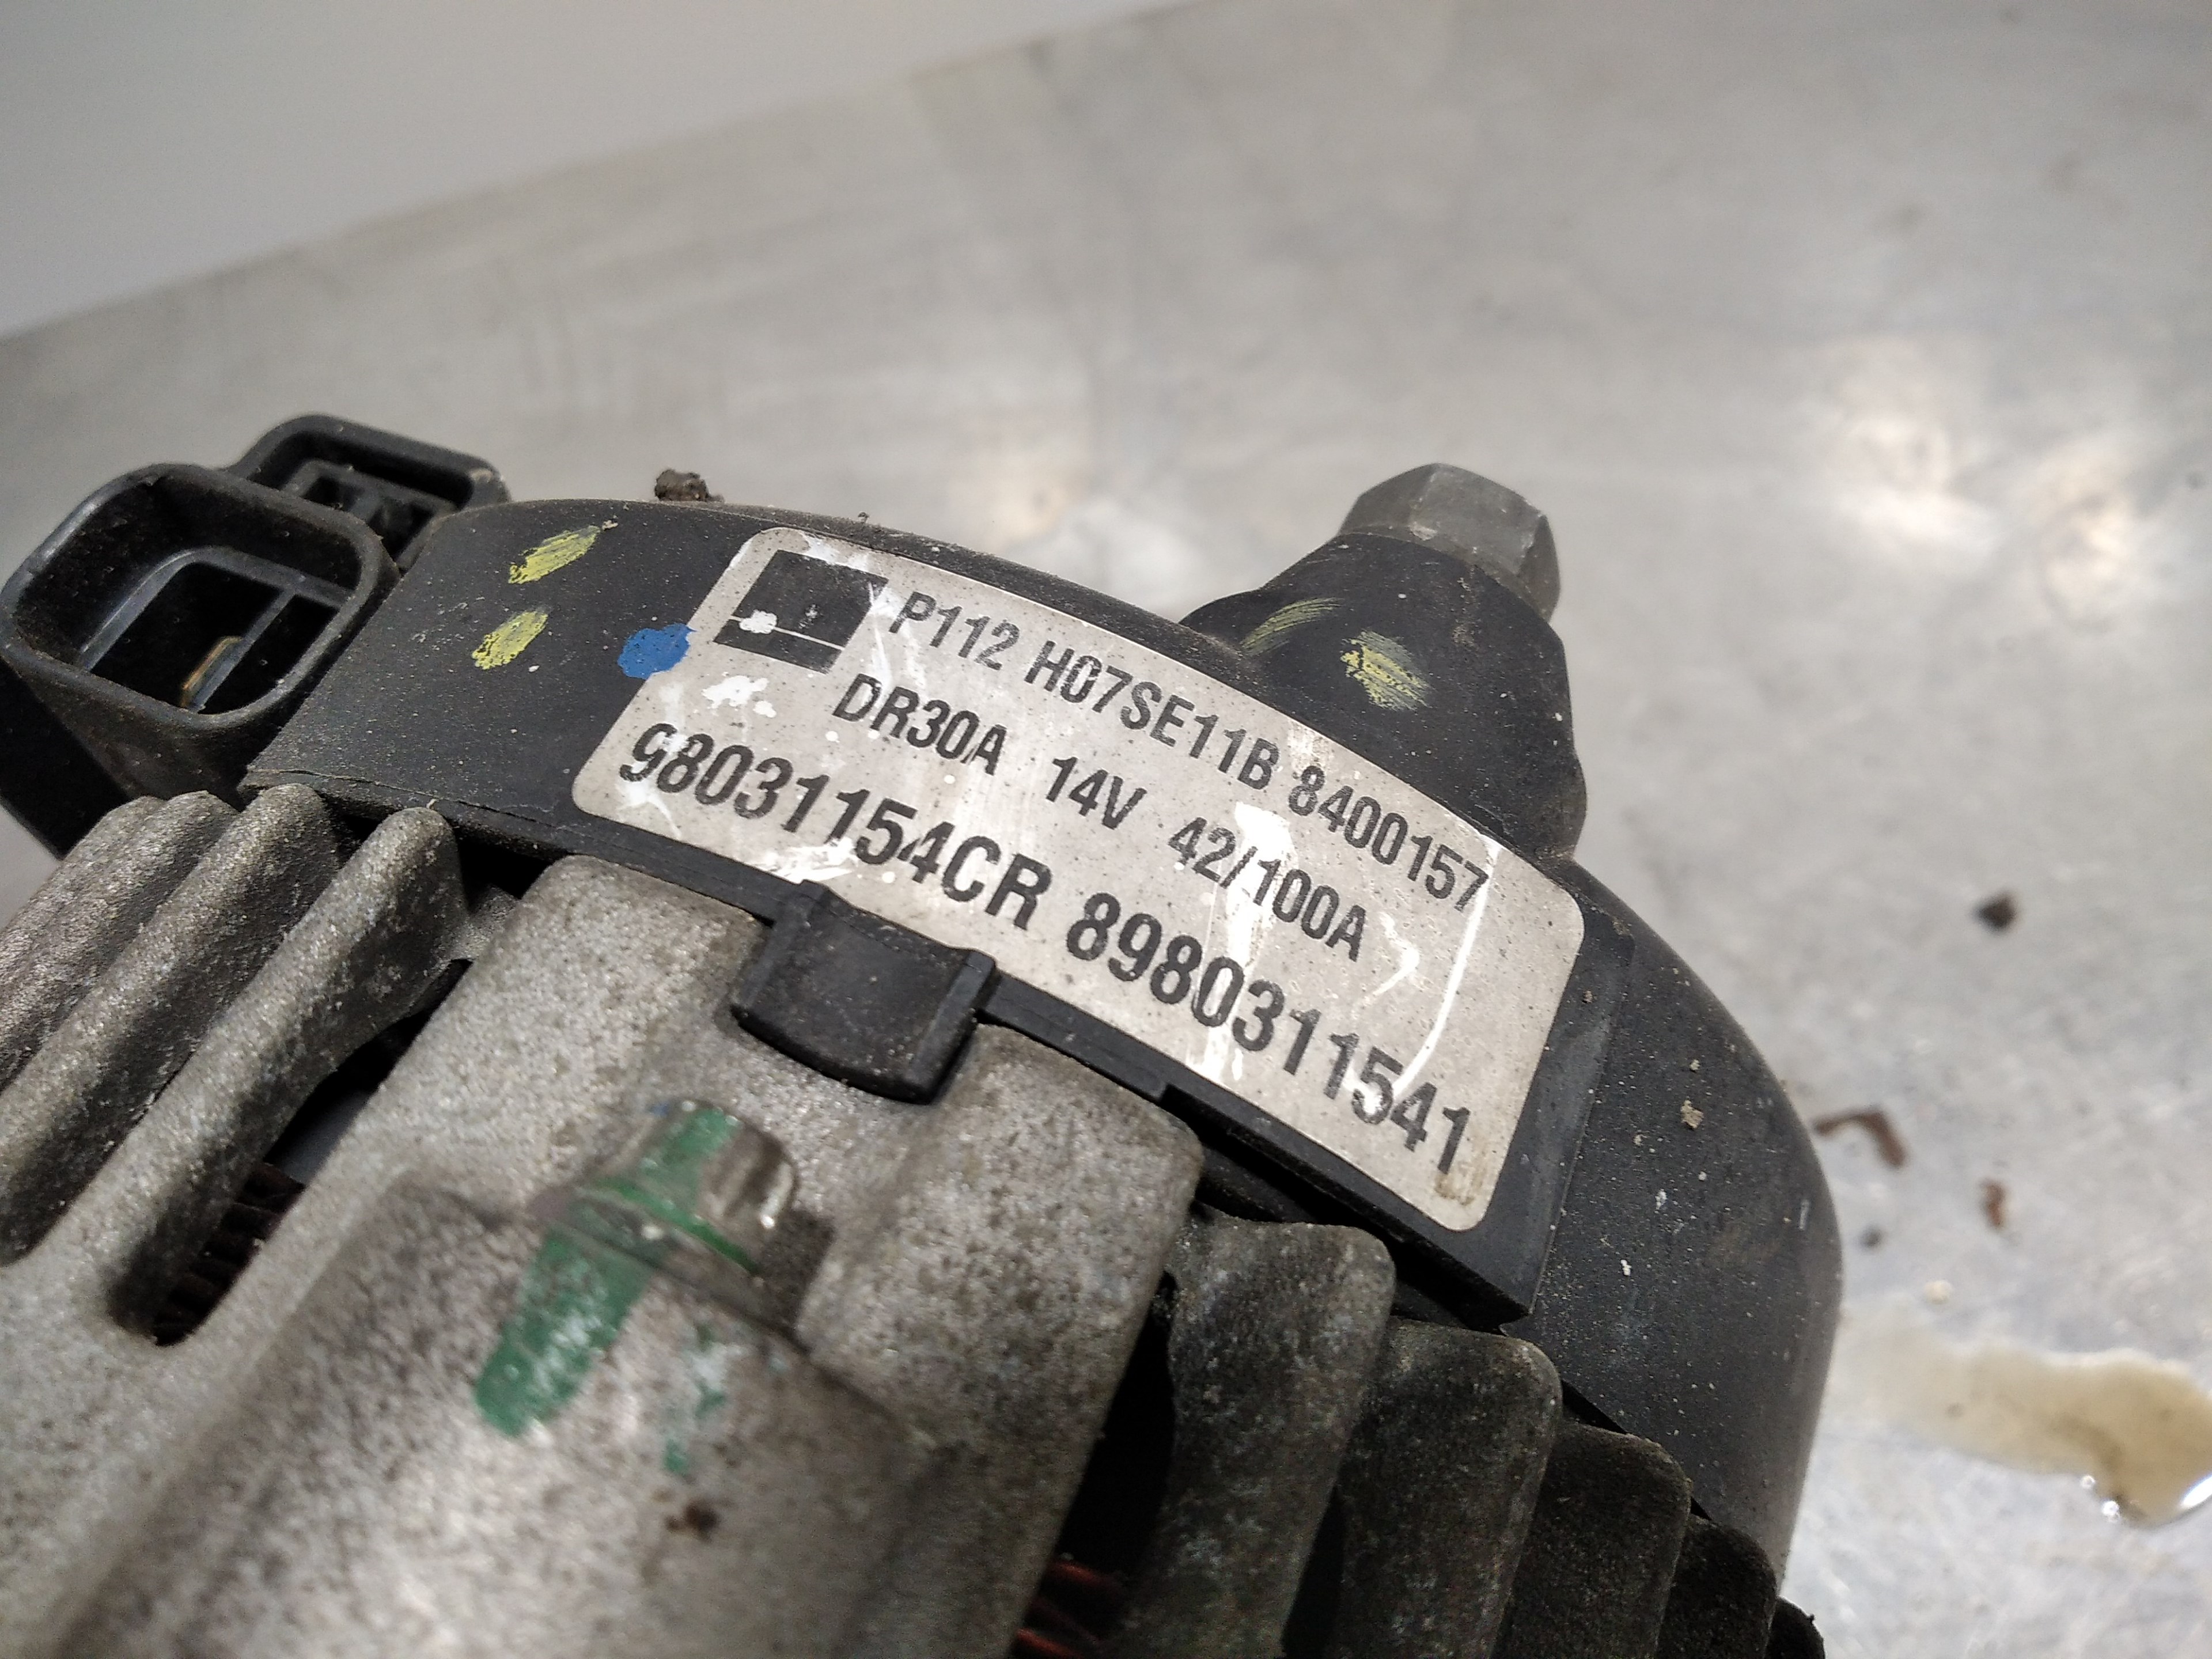 P112 H07SE11B 8400157
DR30A 14V 42/100A
98031154CR 8980311541